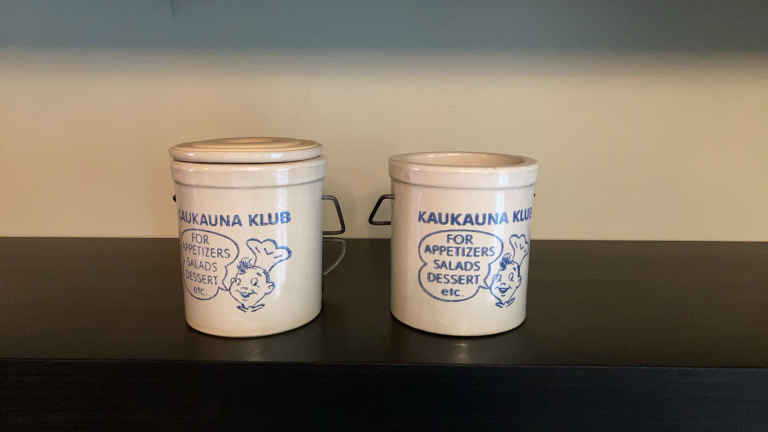 KAUKAUNA KLUB
FOR
APPETIZERS
SALADS
DESSERT
etc.
KAUKAUNA KLUB
FOR
APPETIZERS
SALADS
DESSERT
etc.